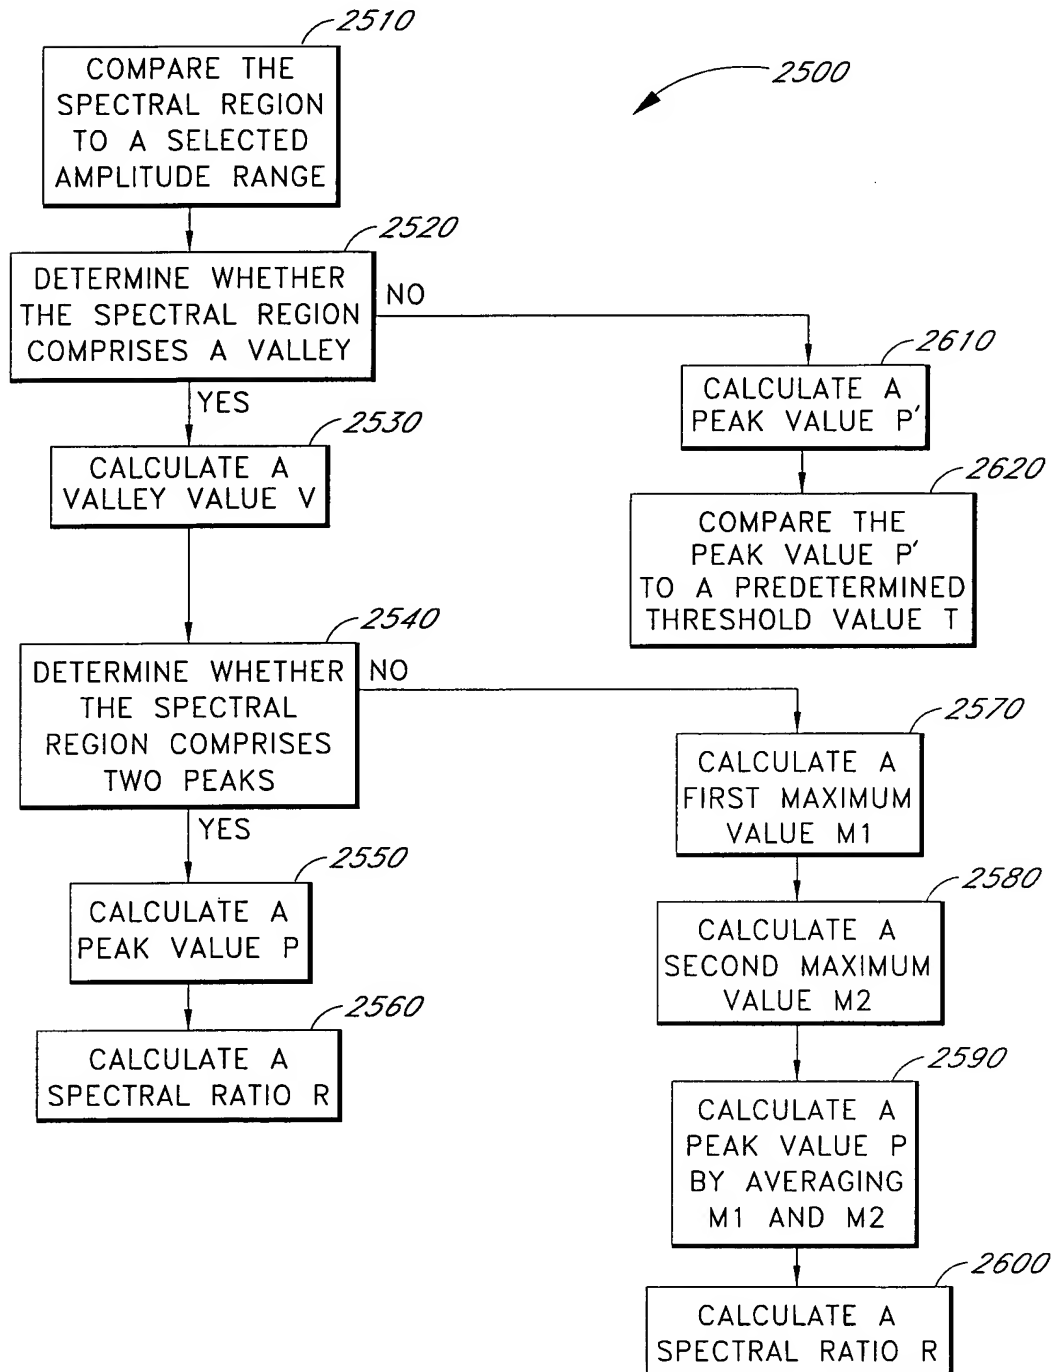 2510
COMPARE THE
SPECTRAL REGION
TO A SELECTED
AMPLITUDE RANGE
2500
2520
DETERMINE WHETHER
THE SPECTRAL REGION
COMPRISES A VALLEY
NO
YES
2610
CALCULATE A
PEAK VALUE P'
2530
CALCULATE A
VALLEY VALUE V
2620
COMPARE THE
PEAK VALUE P'
TO A PREDETERMINED
THRESHOLD VALUE T
2540
DETERMINE WHETHER
THE SPECTRAL
REGION COMPRISES
TWO PEAKS
NO
YES
2570
CALCULATE A
FIRST MAXIMUM
VALUE M1
2550
CALCULATE A
PEAK VALUE P
2580
CALCULATE A
SECOND MAXIMUM
VALUE M2
2560
CALCULATE A
SPECTRAL RATIO R
2590
CALCULATE A
PEAK VALUE P
BY AVERAGING
M1 AND M2
2600
CALCULATE A
SPECTRAL RATIO R